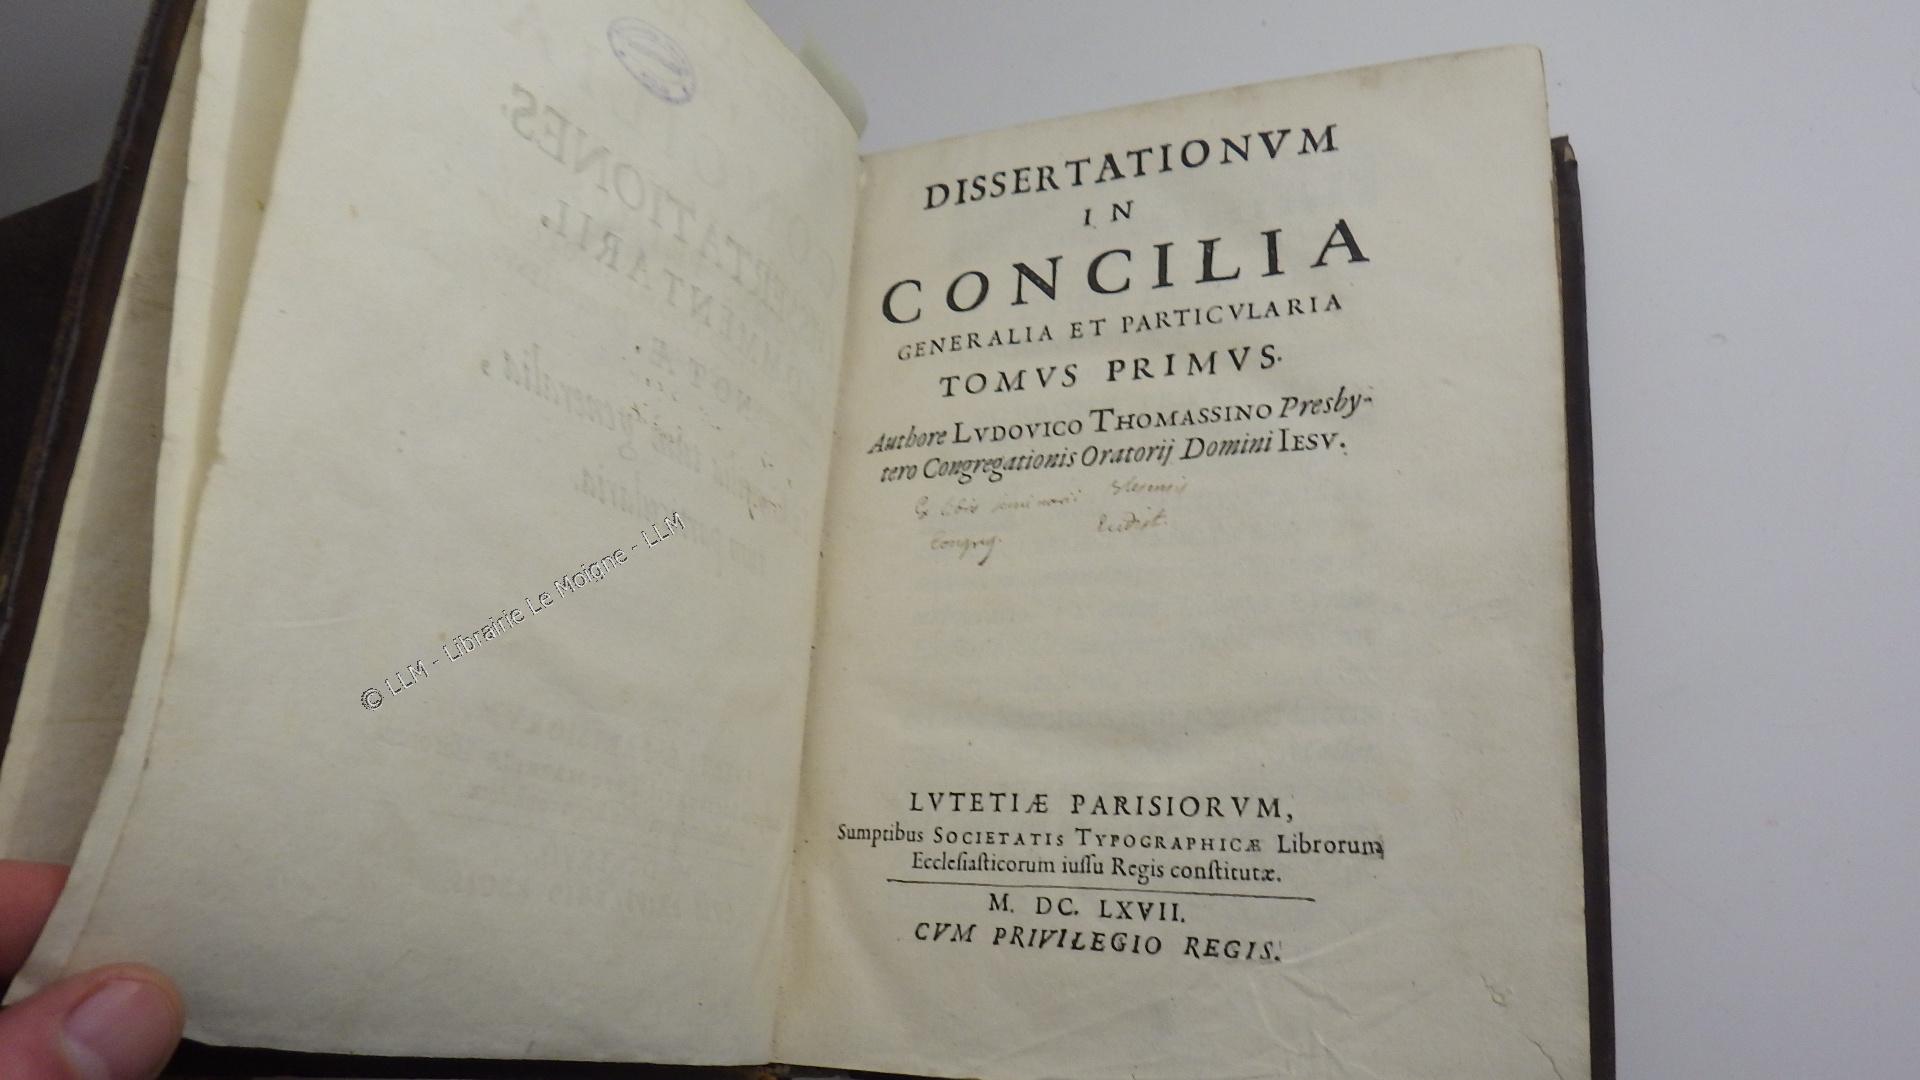 DISSERTATIONVM
IN
CONCILIA
GENERALIA ET PARTICVLARIA
TOMVS PRIMVS.
Authore LVDOVICO THOMASSINO Presby-
tero Congregationis Oratorij Domini IESV.
Congreg.
LVTETIÆ PARISIORVM,
Sumptibus SOCIETATIS TYPOGRAPHICÆ Librorum
Ecclesiasticorum iussu Regis constitutæ.
M. DC. LXVII.
CVM PRIVILEGIO REGIS.
© LLM - Librairie Le Moigne - LLM